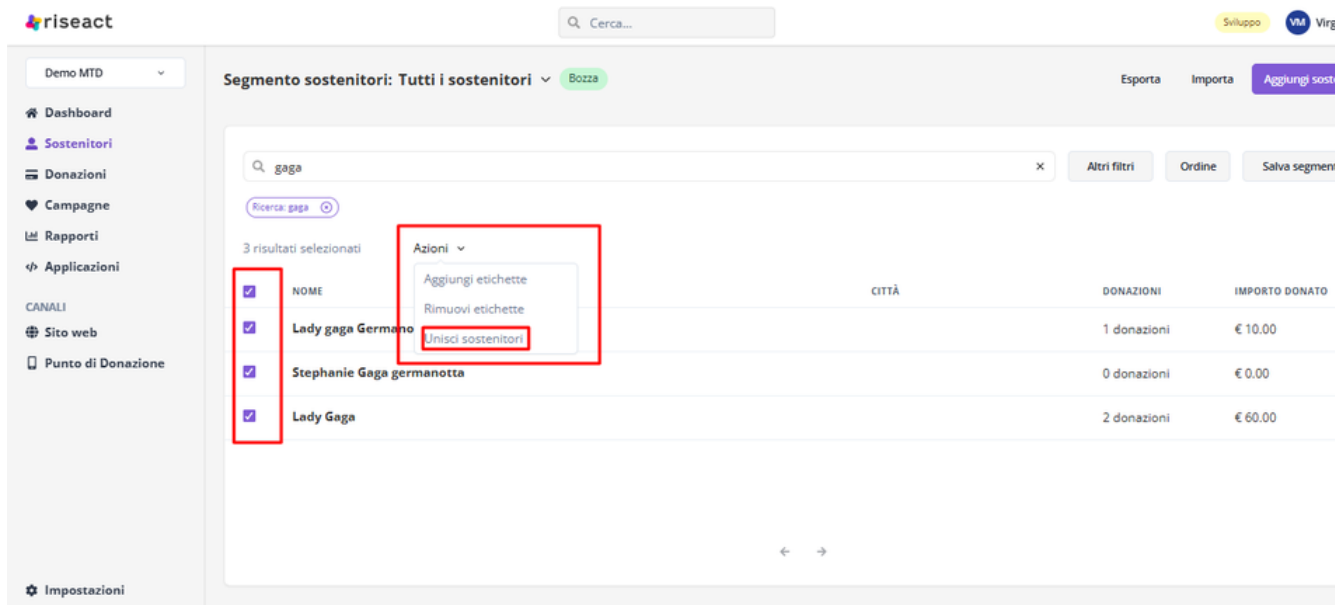 riseact
Cerca...
Sviluppo
VM
Demo MTD
Segmento sostenitori: Tutti i sostenitori
Bozza
Esporta
Importa
Aggiungi
Dashboard
Sostenitori
Donazioni
Campagne
Rapporti
Applicazioni
CANALI
Sito web
Punto di Donazione
Impostazioni
gaga
Altri filtri
Ordine
Salva
Ricerca: gaga
3 risultati selezionati
Azioni
Aggiungi etichette
Rimuovi etichette
Unisci sostenitori
NOME
CITTÀ
DONAZIONI
IMPORTO DONATO
Lady gaga Germano
1 donazioni
€ 10.00
Stephanie Gaga germanotta
0 donazioni
€ 0.00
Lady Gaga
2 donazioni
€ 60.00